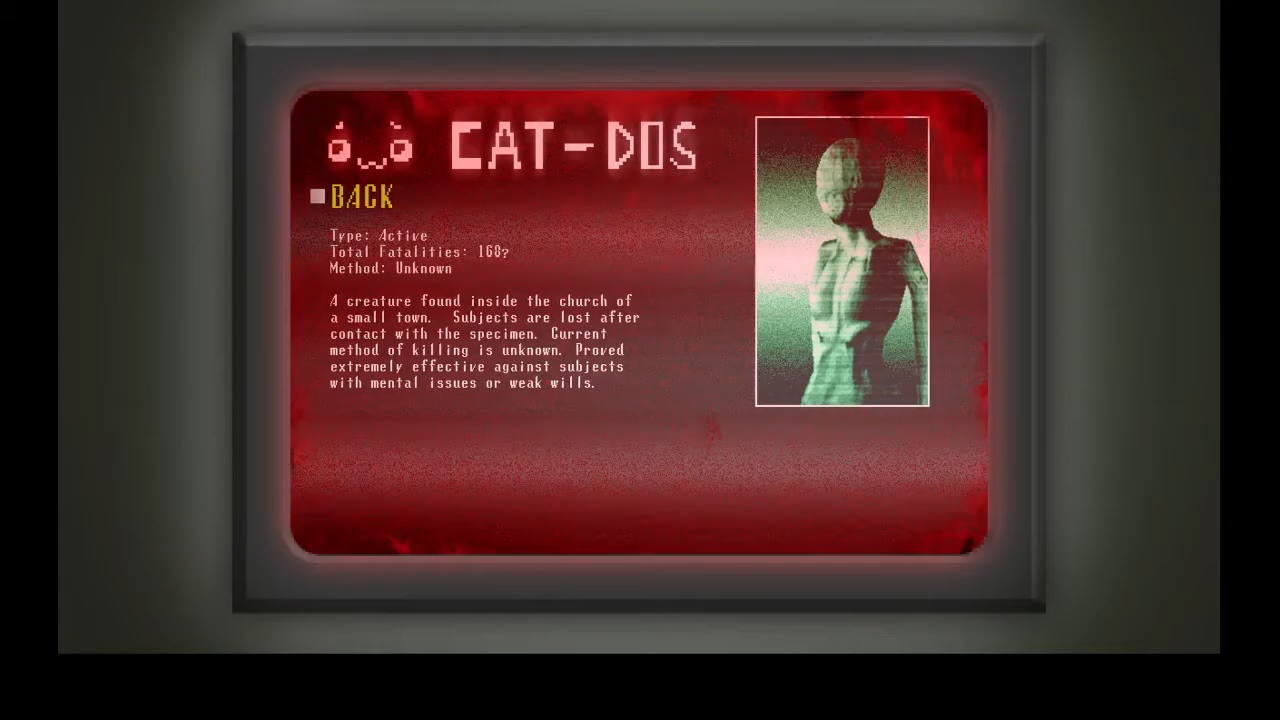 CAT-DOS
BACK
Type: Active
Total Fatalities: 168?
Method: Unknown
A creature found inside the church of
a small town. Subjects are lost after
contact with the specimen. Current
method of killing is unknown. Proved
extremely effective against subjects
with mental issues or weak wills.